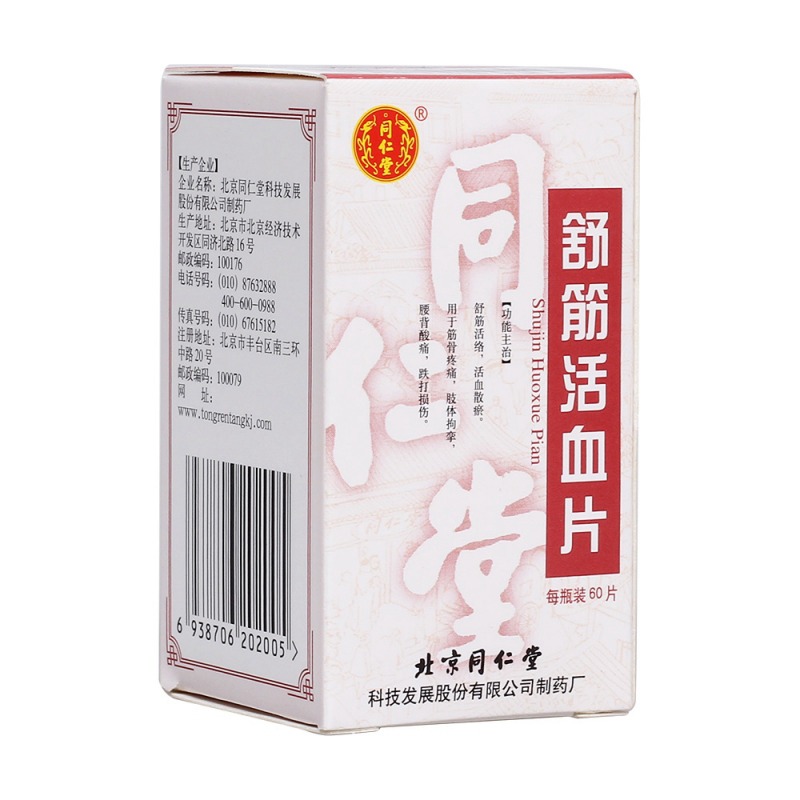 【生产企业】
企业名称：北京同仁堂科技发展
股份有限公司制药厂
生产地址：北京市北京经济技术
开发区同济北路16号
邮政编码：100176
电话号码：(010) 87632888
400-600-0988
传真号码：(010) 67615182
注册地址：北京市丰台区南三环
中路20号
邮政编码：100079
网 址：
www.tongrentangkj.com
6 938706 202005 >
同仁堂
®
同仁堂
舒筋活血片
Shujin Huoxue Pian
【功能主治】
舒筋活络，活血散瘀。
用于筋骨疼痛，肢体拘挛，
腰背酸痛，跌打损伤。
每瓶装60片
北京同仁堂
科技发展股份有限公司制药厂